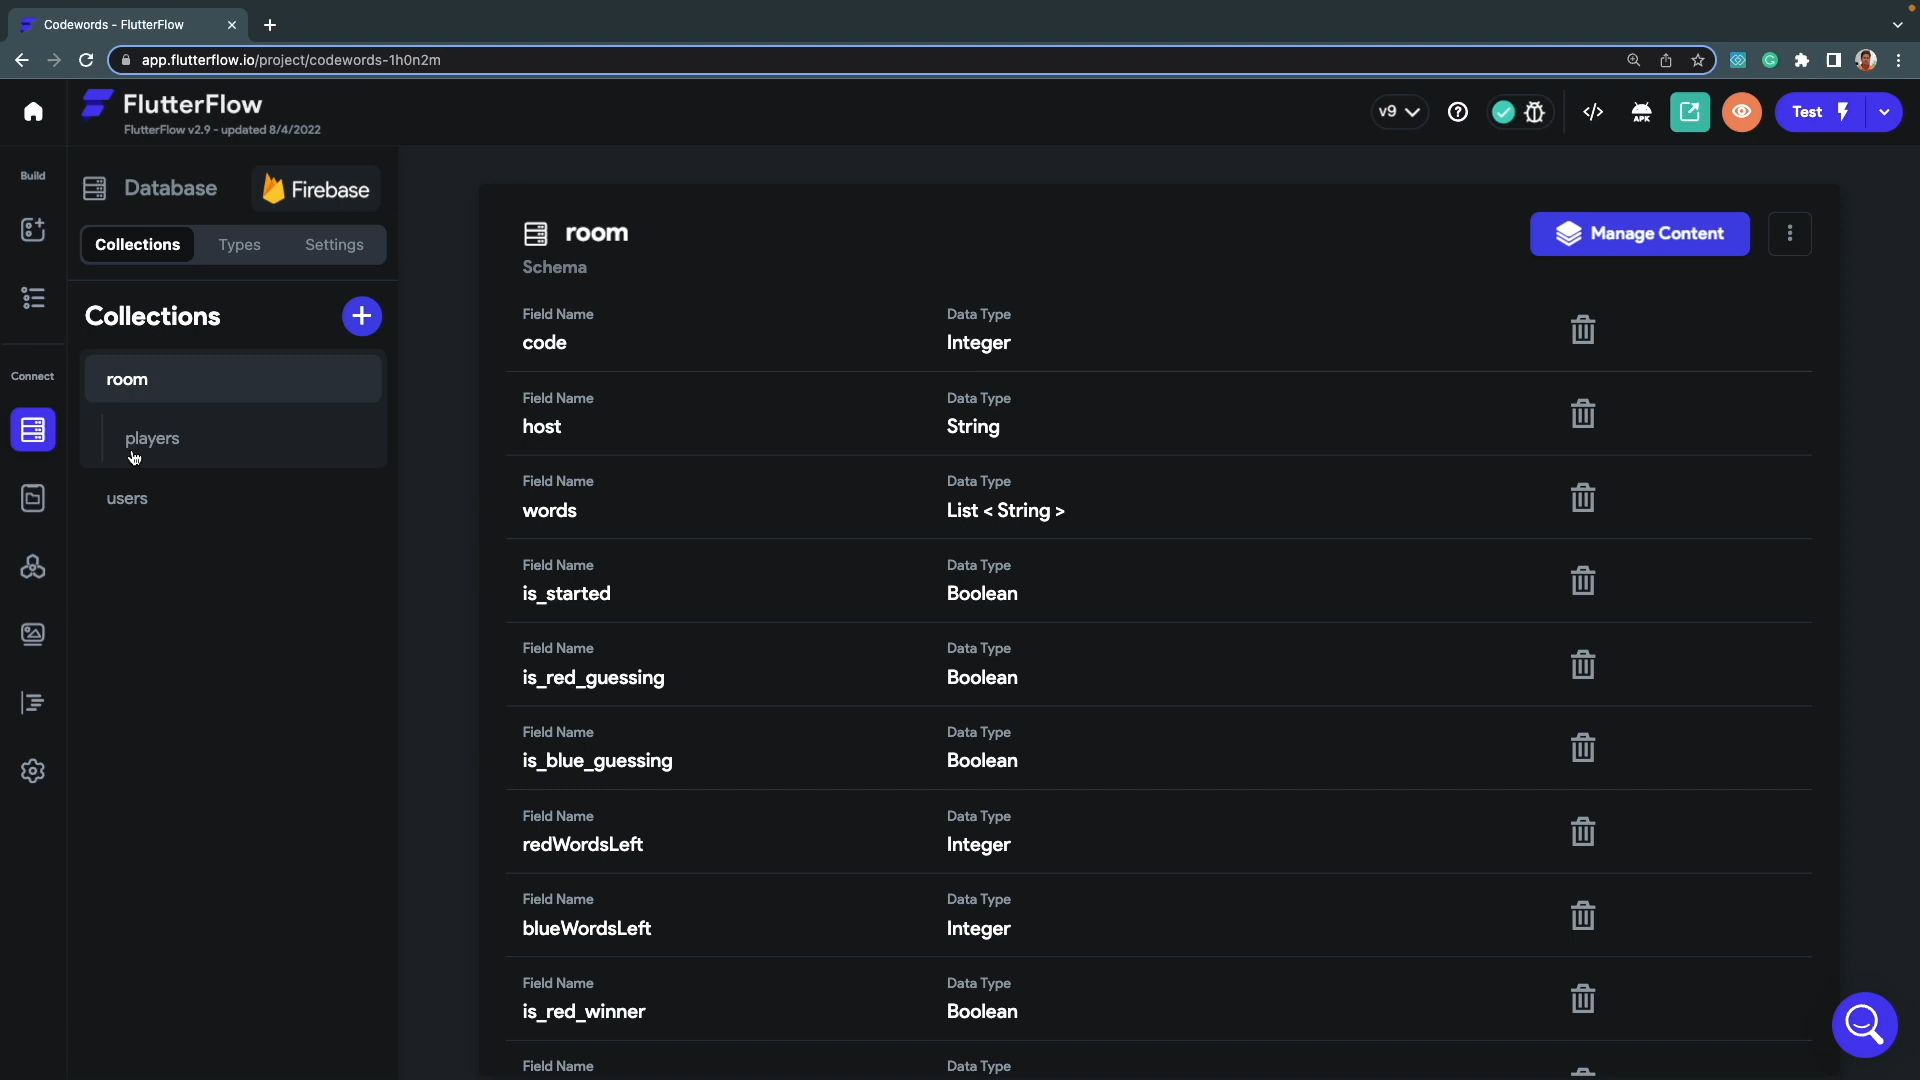 Codewords - FlutterFlow
app.flutterflow.io/project/codewords-1h0n2m
FlutterFlow
FlutterFlow v2.9 - updated 8/4/2022
v9
APK
Test
Build
Database
Firebase
Collections Types Settings
Collections
Connect
room
players
users
room
Manage Content
Schema
Field Name Data Type
code Integer
Field Name Data Type
host String
Field Name Data Type
words List < String >
Field Name Data Type
is_started Boolean
Field Name Data Type
is_red_guessing Boolean
Field Name Data Type
is_blue_guessing Boolean
Field Name Data Type
redWordsLeft Integer
Field Name Data Type
blueWordsLeft Integer
Field Name Data Type
is_red_winner Boolean
Field Name Data Type